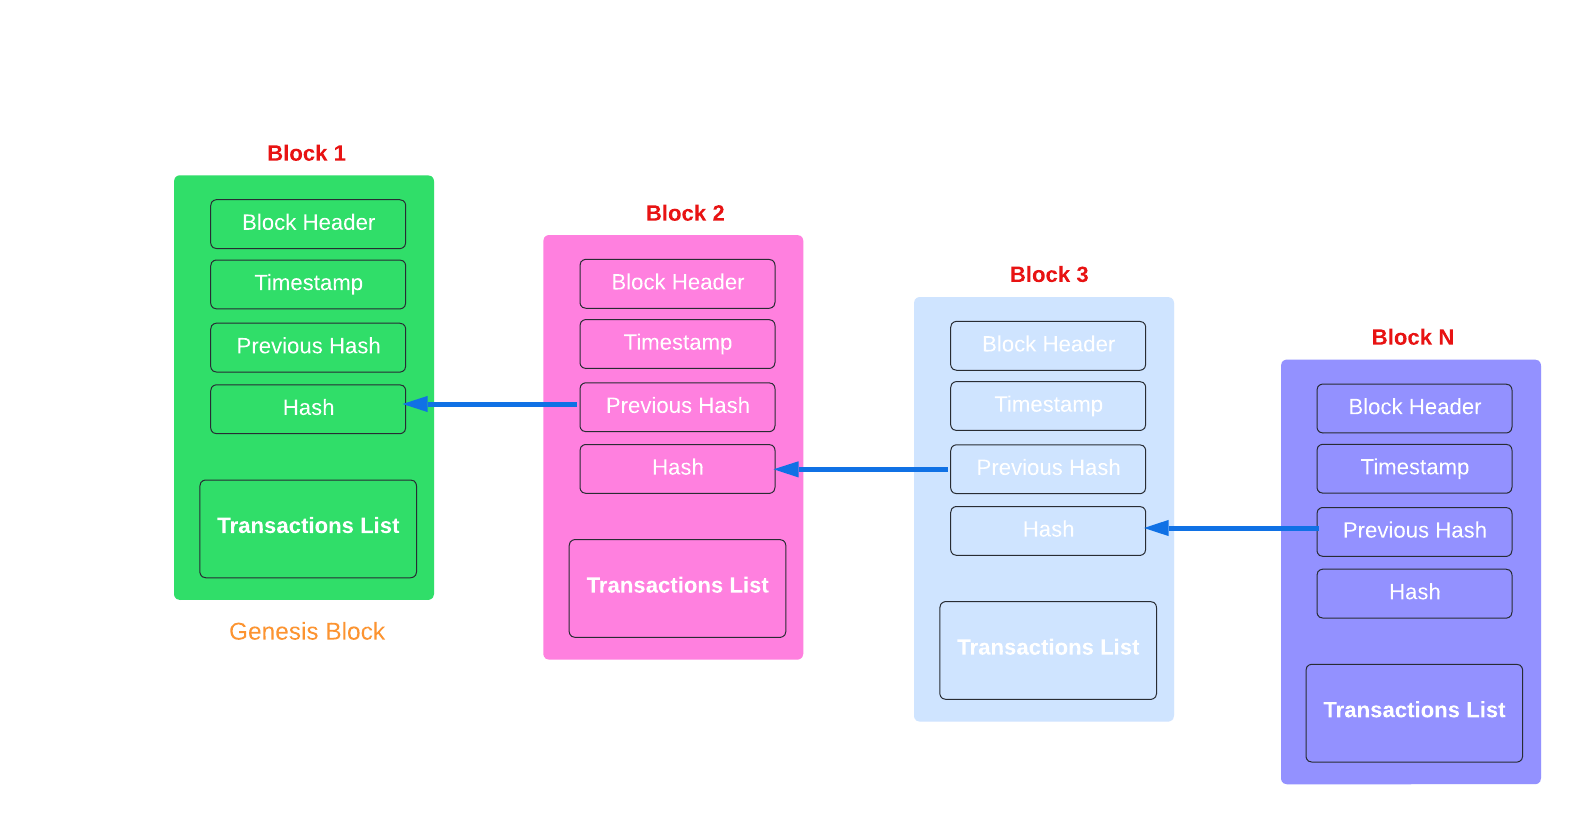 Block 1
Block Header
Timestamp
Previous Hash
Hash
Transactions List
Genesis Block
Block 2
Block Header
Timestamp
Previous Hash
Hash
Transactions List
Block 3
Block Header
Timestamp
Previous Hash
Hash
Transactions List
Block N
Block Header
Timestamp
Previous Hash
Hash
Transactions List